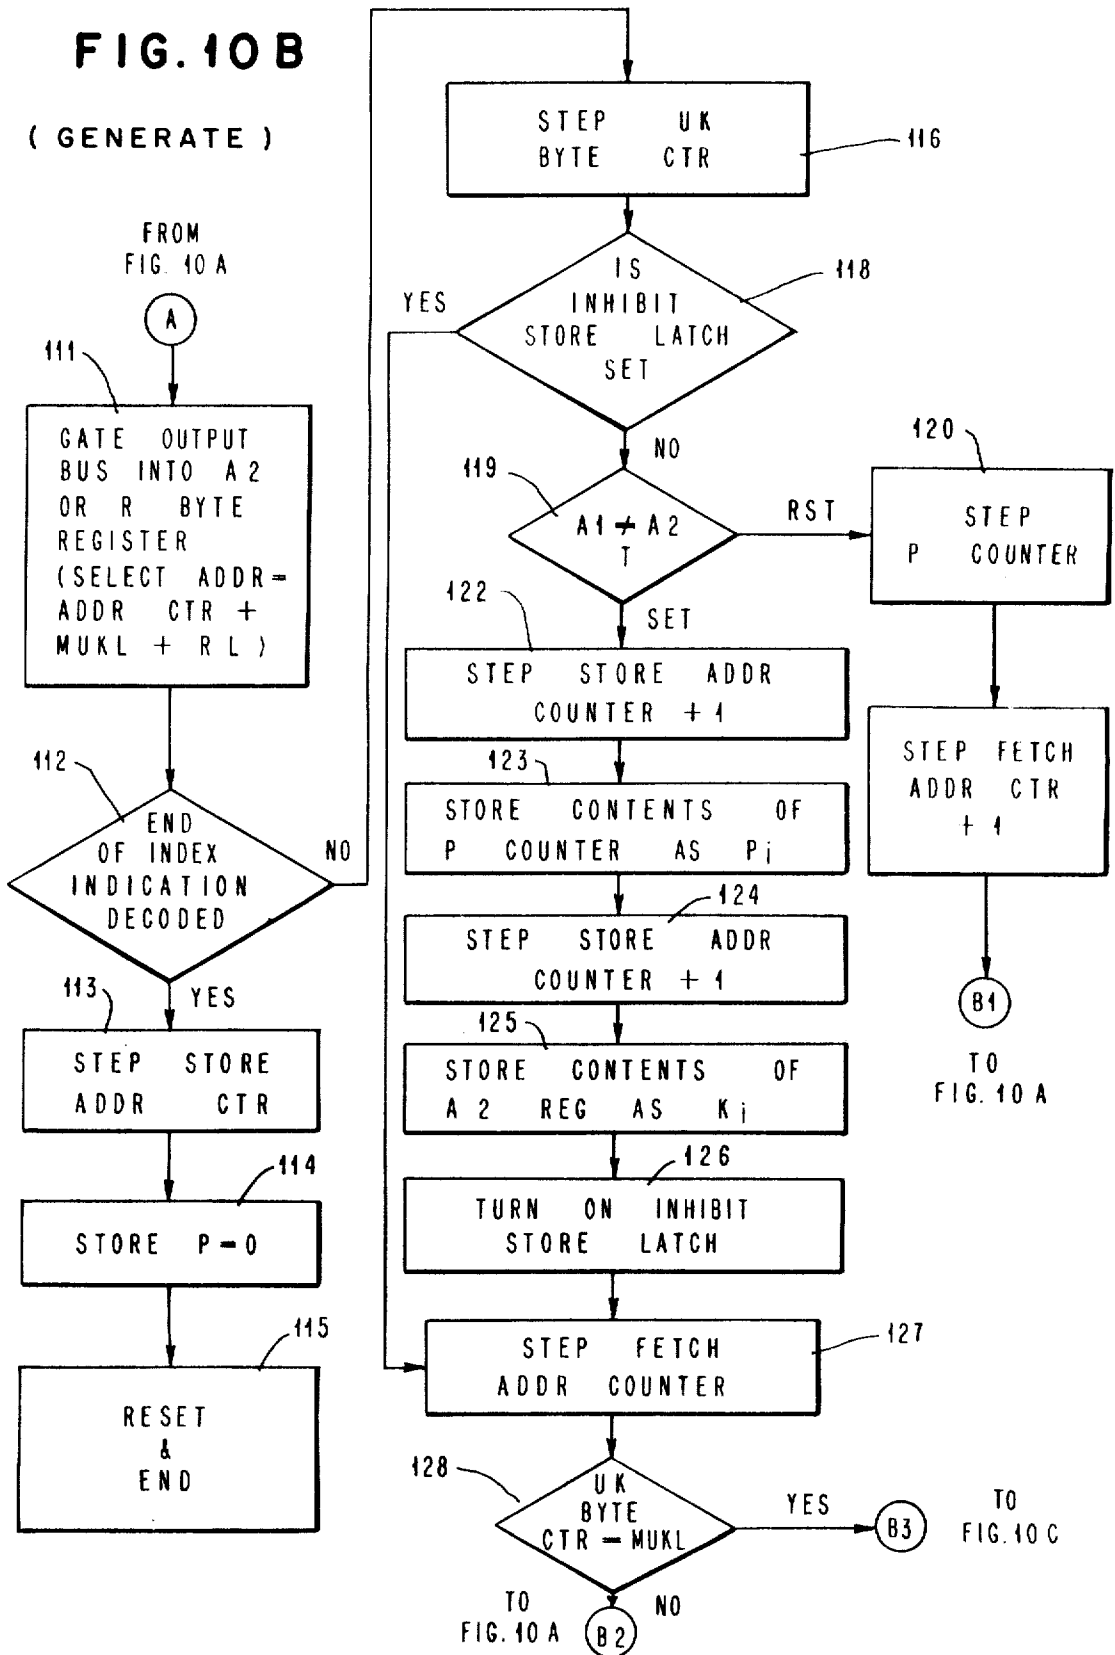 FIG. 10 B
( GENERATE )
FROM
FIG. 10 A
A
111
GATE OUTPUT
BUS INTO A2
OR R BYTE
REGISTER
(SELECT ADDR=
ADDR CTR +
MUKL + RL)
112
END
OF INDEX
INDICATION
DECODED
NO
YES
113
STEP STORE
ADDR CTR
114
STORE P=0
115
RESET
&
END
STEP UK
BYTE CTR
116
IS
INHIBIT
STORE LATCH
SET
118
YES
NO
119
A1 ≠ A2
T
RST
SET
120
STEP
P COUNTER
STEP FETCH
ADDR CTR
+ 1
B1
TO
FIG. 10 A
122
STEP STORE ADDR
COUNTER + 1
123
STORE CONTENTS OF
P COUNTER AS Pi
124
STEP STORE ADDR
COUNTER + 1
125
STORE CONTENTS OF
A2 REG AS Ki
126
TURN ON INHIBIT
STORE LATCH
127
STEP FETCH
ADDR COUNTER
128
UK
BYTE
CTR = MUKL
YES
B3
TO
FIG. 10 C
NO
TO
FIG. 10 A
B2